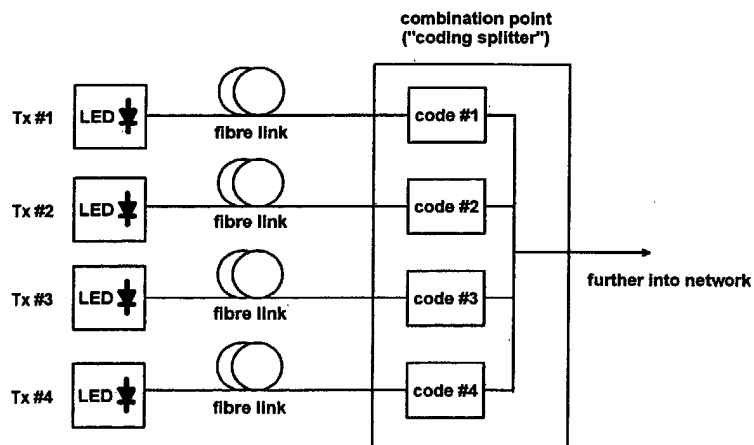 combination point
("coding splitter")
Tx #1
LED
fibre link
code #1
Tx #2
LED
fibre link
code #2
further into network
Tx #3
LED
fibre link
code #3
Tx #4
LED
fibre link
code #4